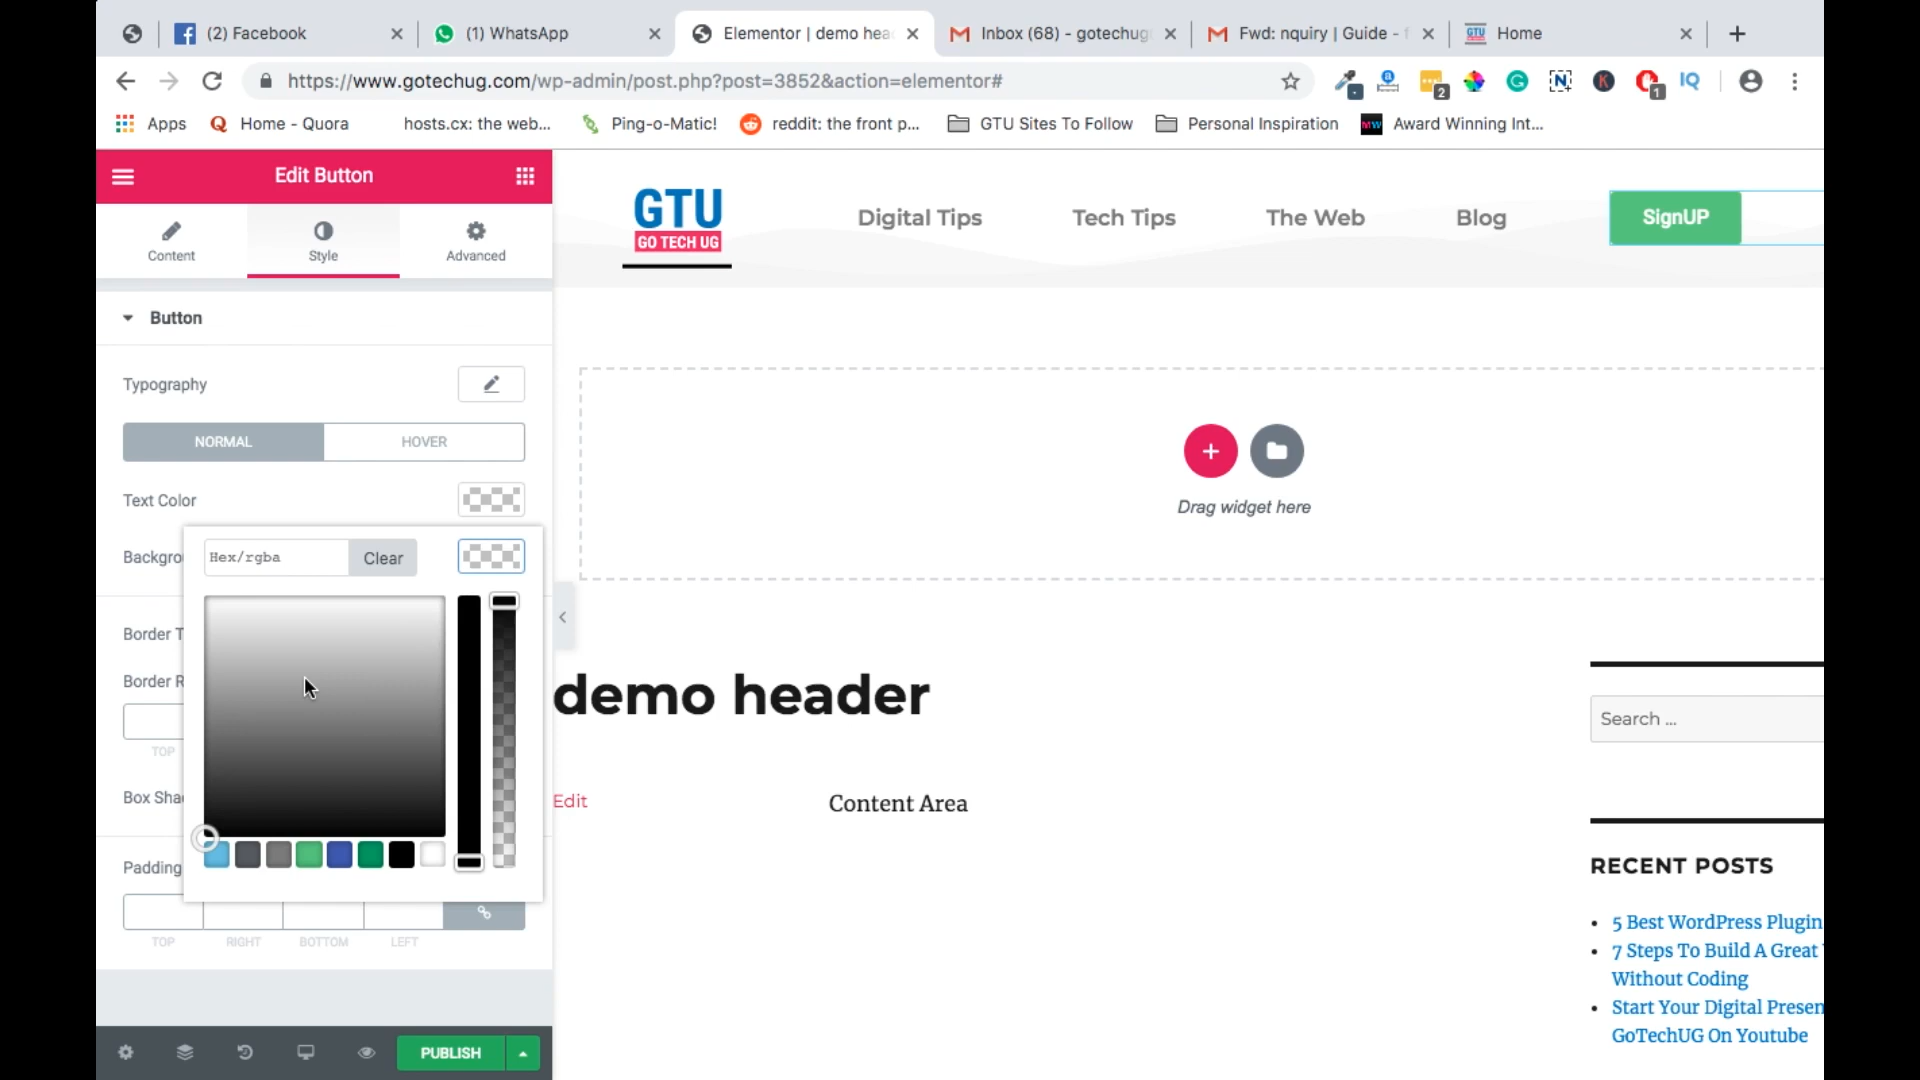 (2) Facebook
(1) WhatsApp
Elementor | demo hea
Inbox (68) - gotechug
Fwd: nquiry | Guide - f
Home
https://www.gotechug.com/wp-admin/post.php?post=3852&action=elementor#
2
1
Apps
Home - Quora
hosts.cx: the web...
Ping-o-Matic!
reddit: the front p...
GTU Sites To Follow
Personal Inspiration
Award Winning Int...
Edit Button
Content
Style
Advanced
Button
Typography
NORMAL
HOVER
Text Color
Backgro
Hex/rgba
Clear
Border T
Border R
TOP
Box Sha
Padding
TOP
RIGHT
BOTTOM
LEFT
PUBLISH
GTU
GO TECH UG
Digital Tips
Tech Tips
The Web
Blog
SignUP
Drag widget here
demo header
Edit
Content Area
Search ...
RECENT POSTS
5 Best WordPress Plugin
7 Steps To Build A Great
Without Coding
Start Your Digital Presen
GoTechUG On Youtube